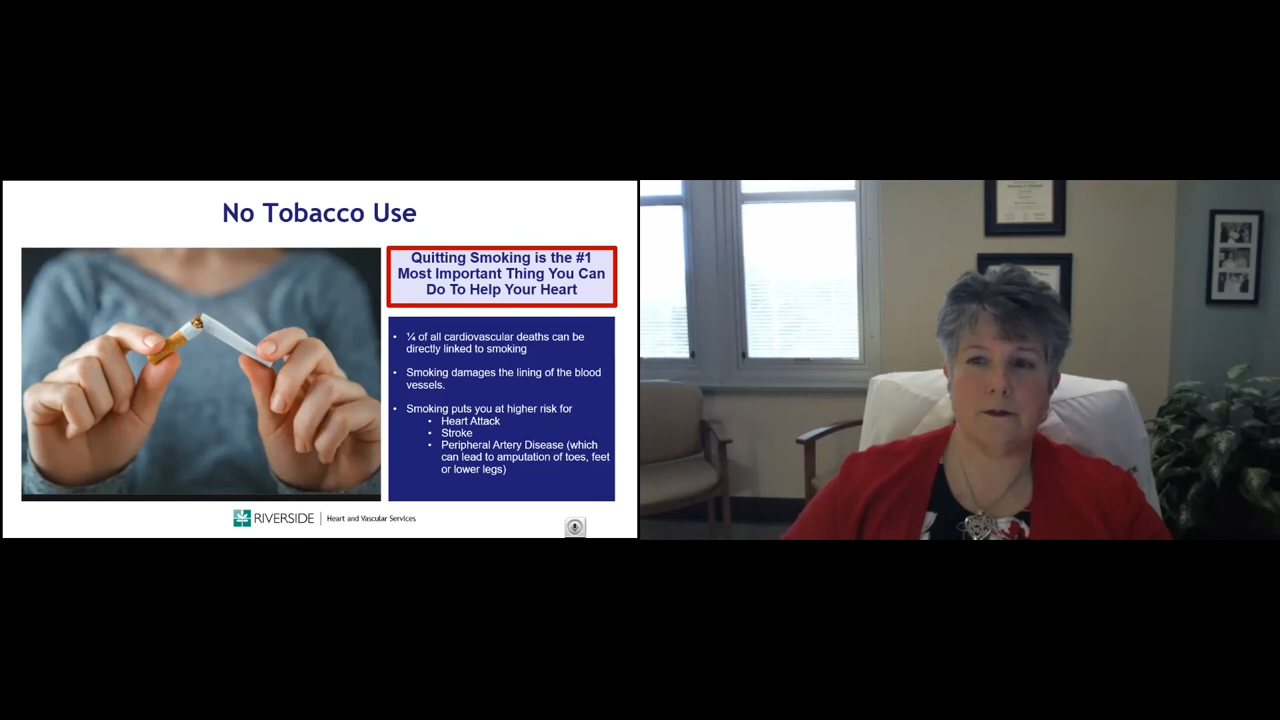 No Tobacco Use
Quitting Smoking is the #1
Most Important Thing You Can
Do To Help Your Heart
• ¼ of all cardiovascular deaths can be
directly linked to smoking
• Smoking damages the lining of the blood
vessels.
• Smoking puts you at higher risk for
• Heart Attack
• Stroke
• Peripheral Artery Disease (which
can lead to amputation of toes, feet
or lower legs)
RIVERSIDE | Heart and Vascular Services